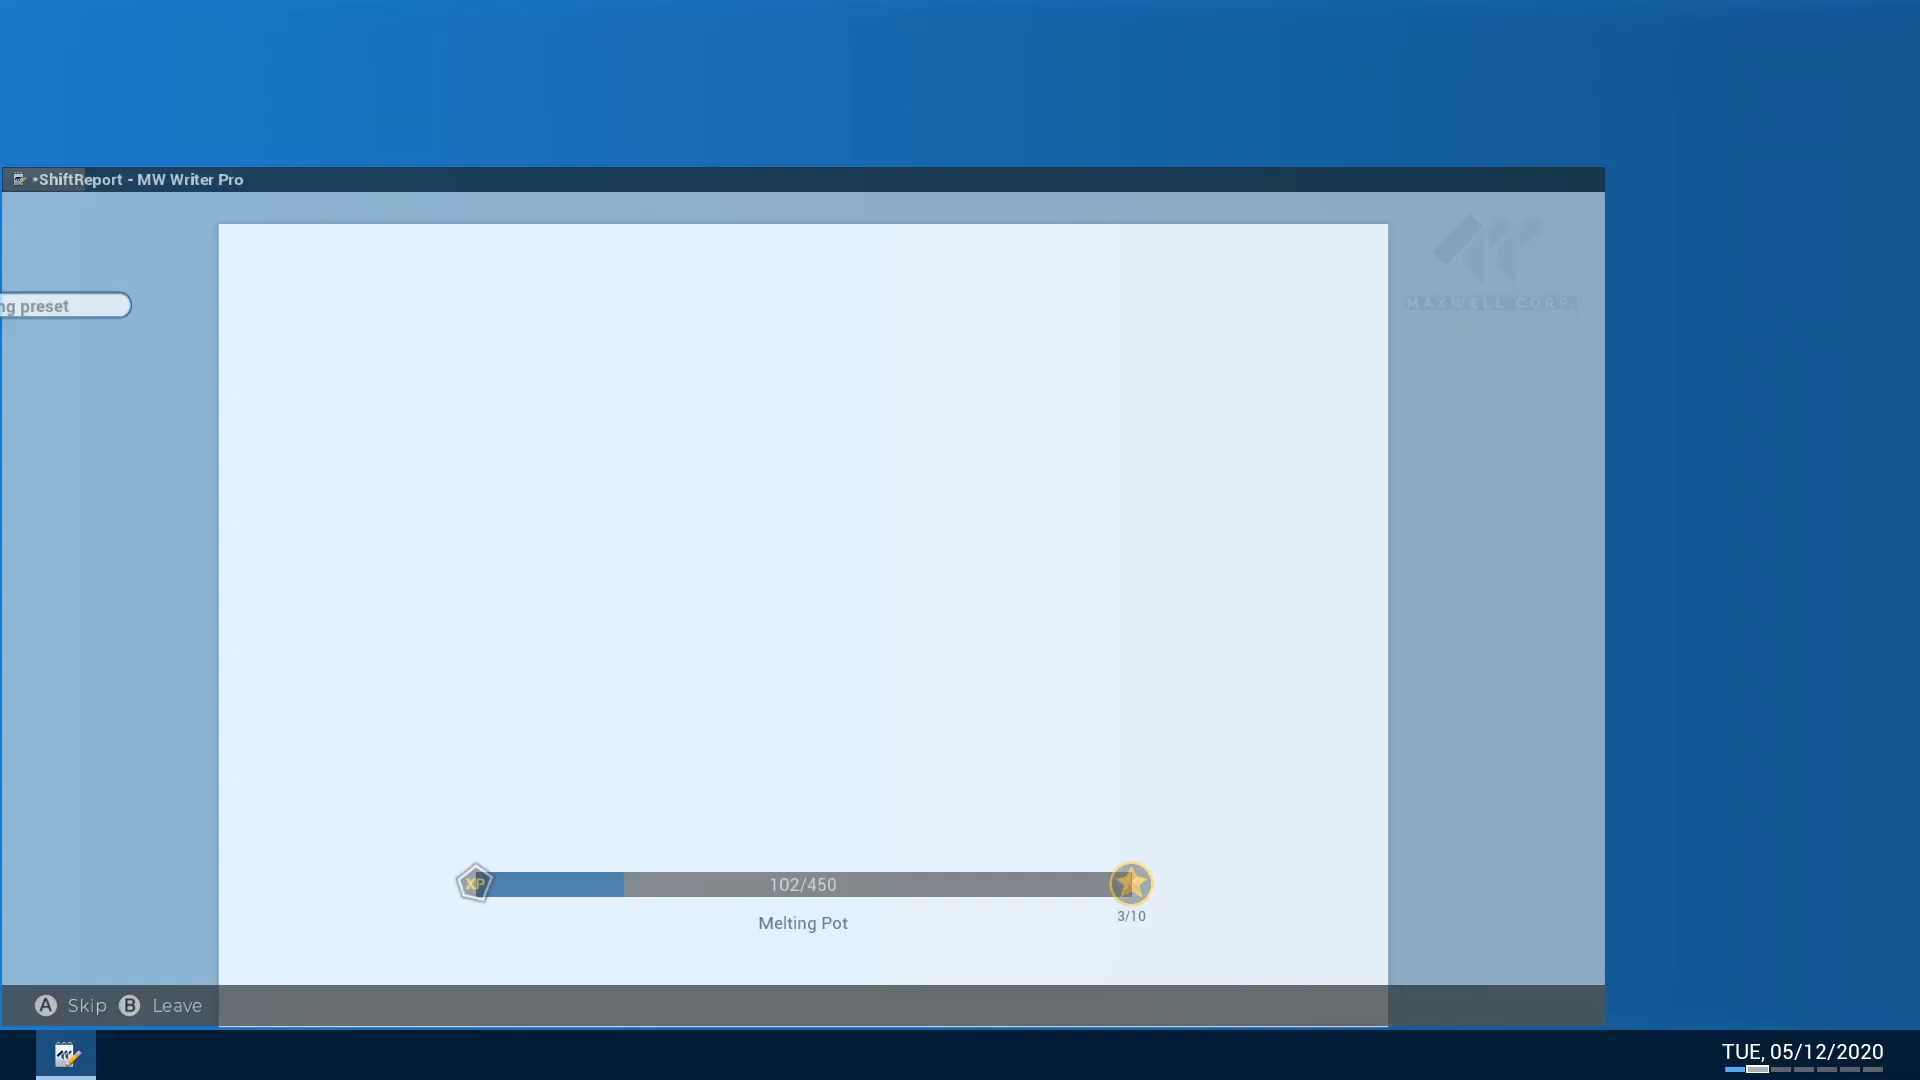 *ShiftReport - MW Writer Pro
MAXWELL CORP.
ng preset
XP
102/450
3/10
Melting Pot
A Skip B Leave
TUE, 05/12/2020